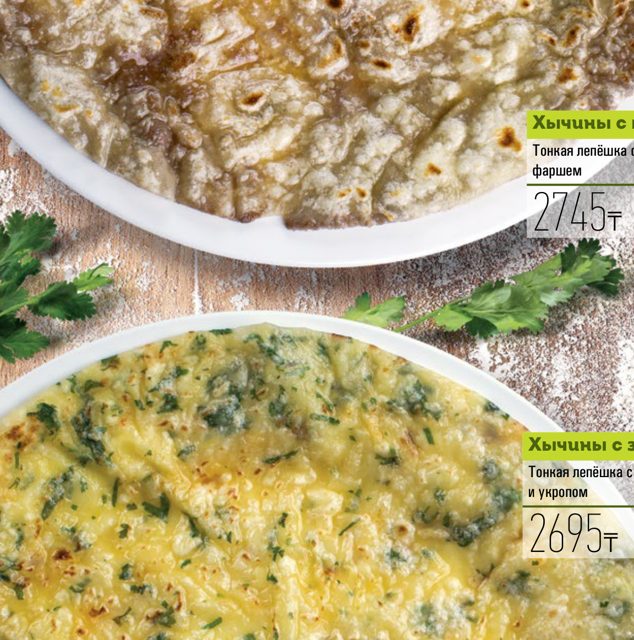 Хычины с
Тонкая лепёшка с
фаршем
2745₸
Хычины с
Тонкая лепёшка с
и укропом
2695₸